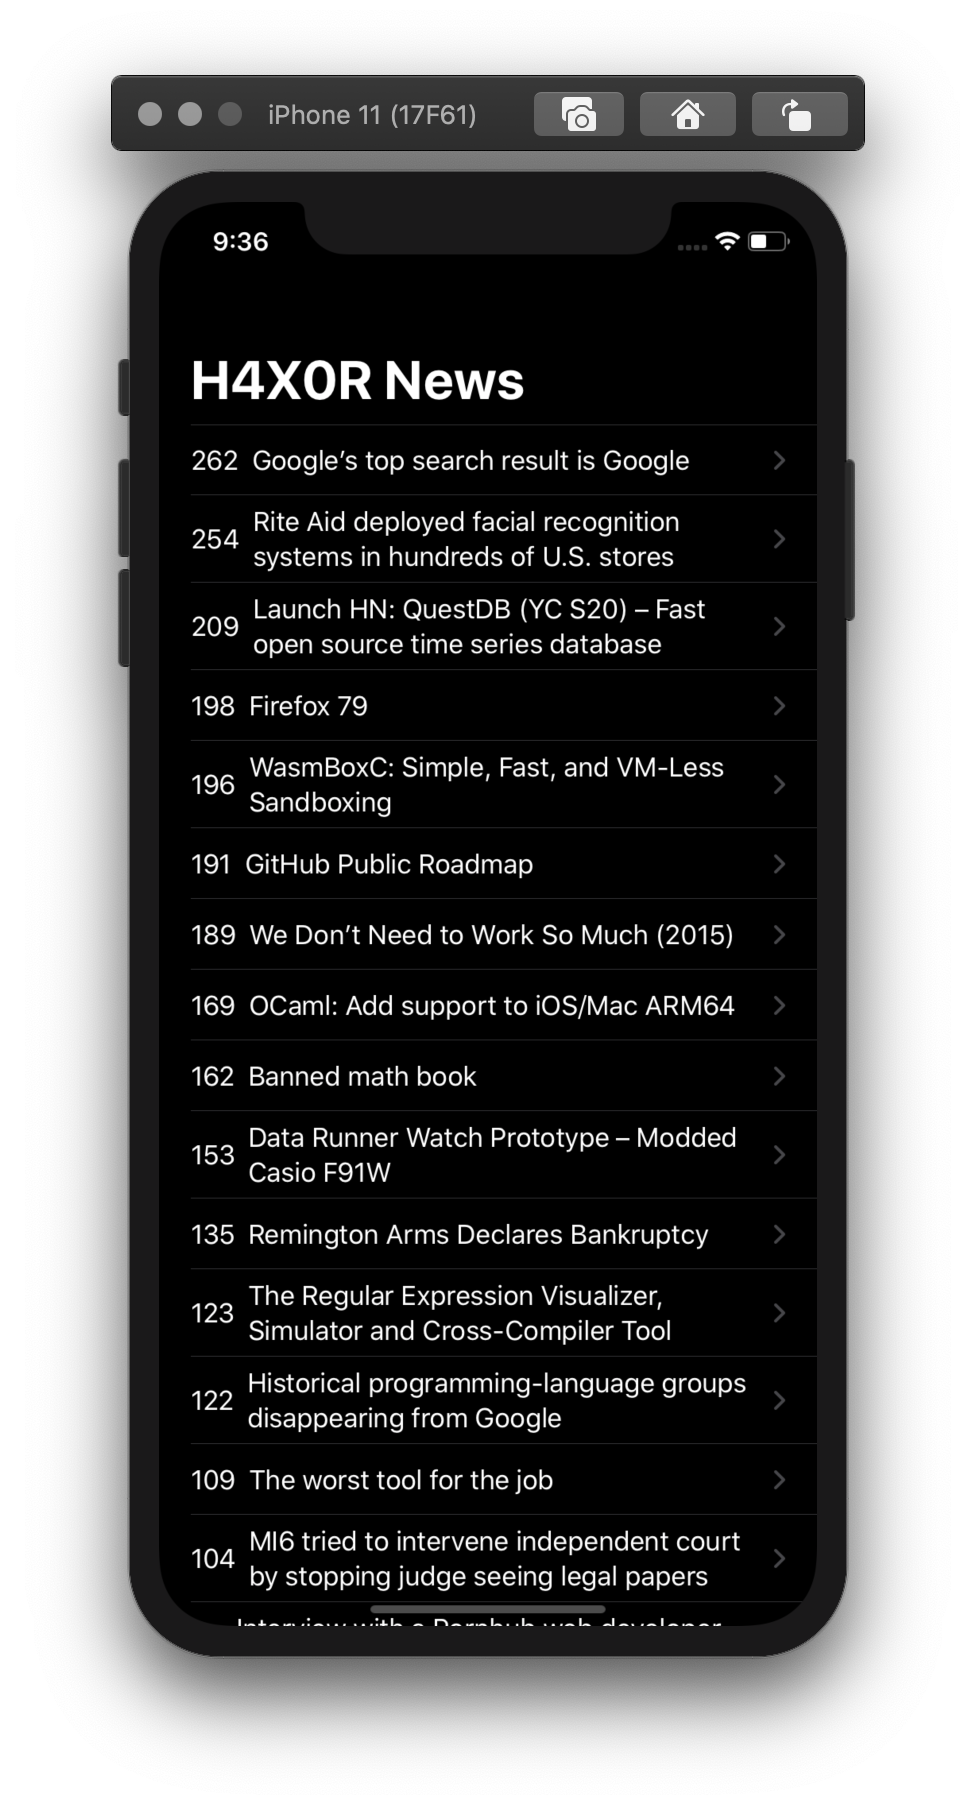 iPhone 11 (17F61)
9:36
H4X0R News
262 Google’s top search result is Google
254 Rite Aid deployed facial recognition
systems in hundreds of U.S. stores
209 Launch HN: QuestDB (YC S20) – Fast
open source time series database
198 Firefox 79
196 WasmBoxC: Simple, Fast, and VM-Less
Sandboxing
191 GitHub Public Roadmap
189 We Don’t Need to Work So Much (2015)
169 OCaml: Add support to iOS/Mac ARM64
162 Banned math book
153 Data Runner Watch Prototype – Modded
Casio F91W
135 Remington Arms Declares Bankruptcy
123 The Regular Expression Visualizer,
Simulator and Cross-Compiler Tool
122 Historical programming-language groups
disappearing from Google
109 The worst tool for the job
104 MI6 tried to intervene independent court
by stopping judge seeing legal papers
Interview with a Pornhub web developer